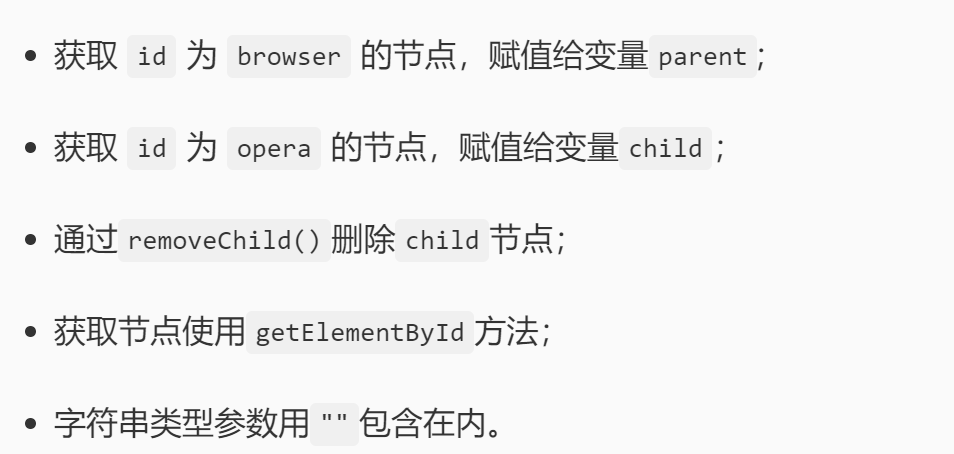 • 获取 id 为 browser 的节点，赋值给变量parent；
• 获取 id 为 opera 的节点，赋值给变量child；
• 通过removeChild()删除child节点；
• 获取节点使用getElementById方法；
• 字符串类型参数用""包含在内。